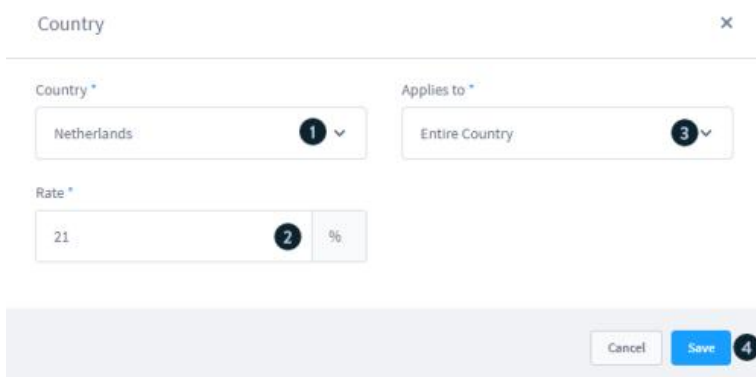 Country ×
Country * Applies to *
Netherlands 1 Entire Country 3
Rate *
21 2 %
Cancel Save 4